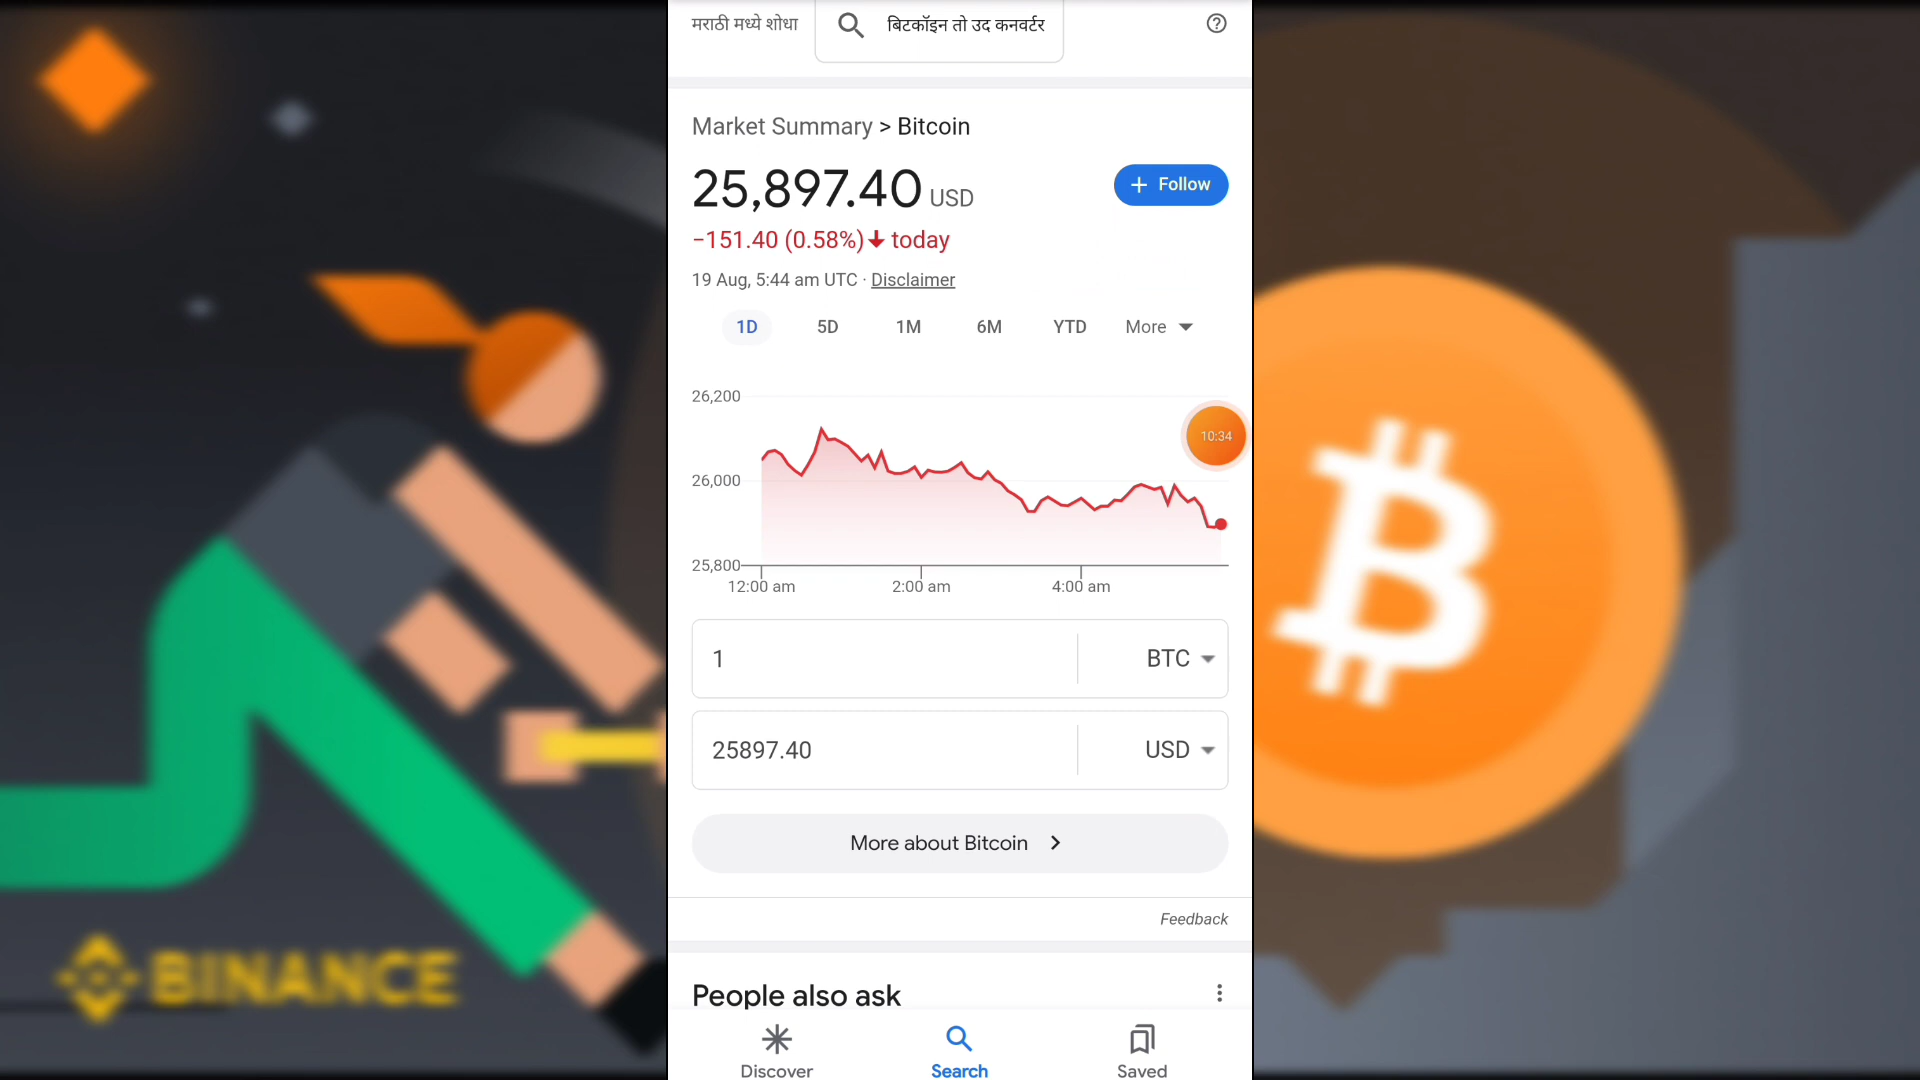 मराठी मध्ये शोधा
बिटकॉइन तो उद कनवर्टर
Market Summary > Bitcoin
25,897.40 USD
+ Follow
−151.40 (0.58%) ↓ today
19 Aug, 5:44 am UTC · Disclaimer
1D 5D 1M 6M YTD More
26,200
10:34
26,000
25,800
12:00 am 2:00 am 4:00 am
1 BTC
25897.40 USD
More about Bitcoin
Feedback
People also ask
Discover Search Saved
BINANCE